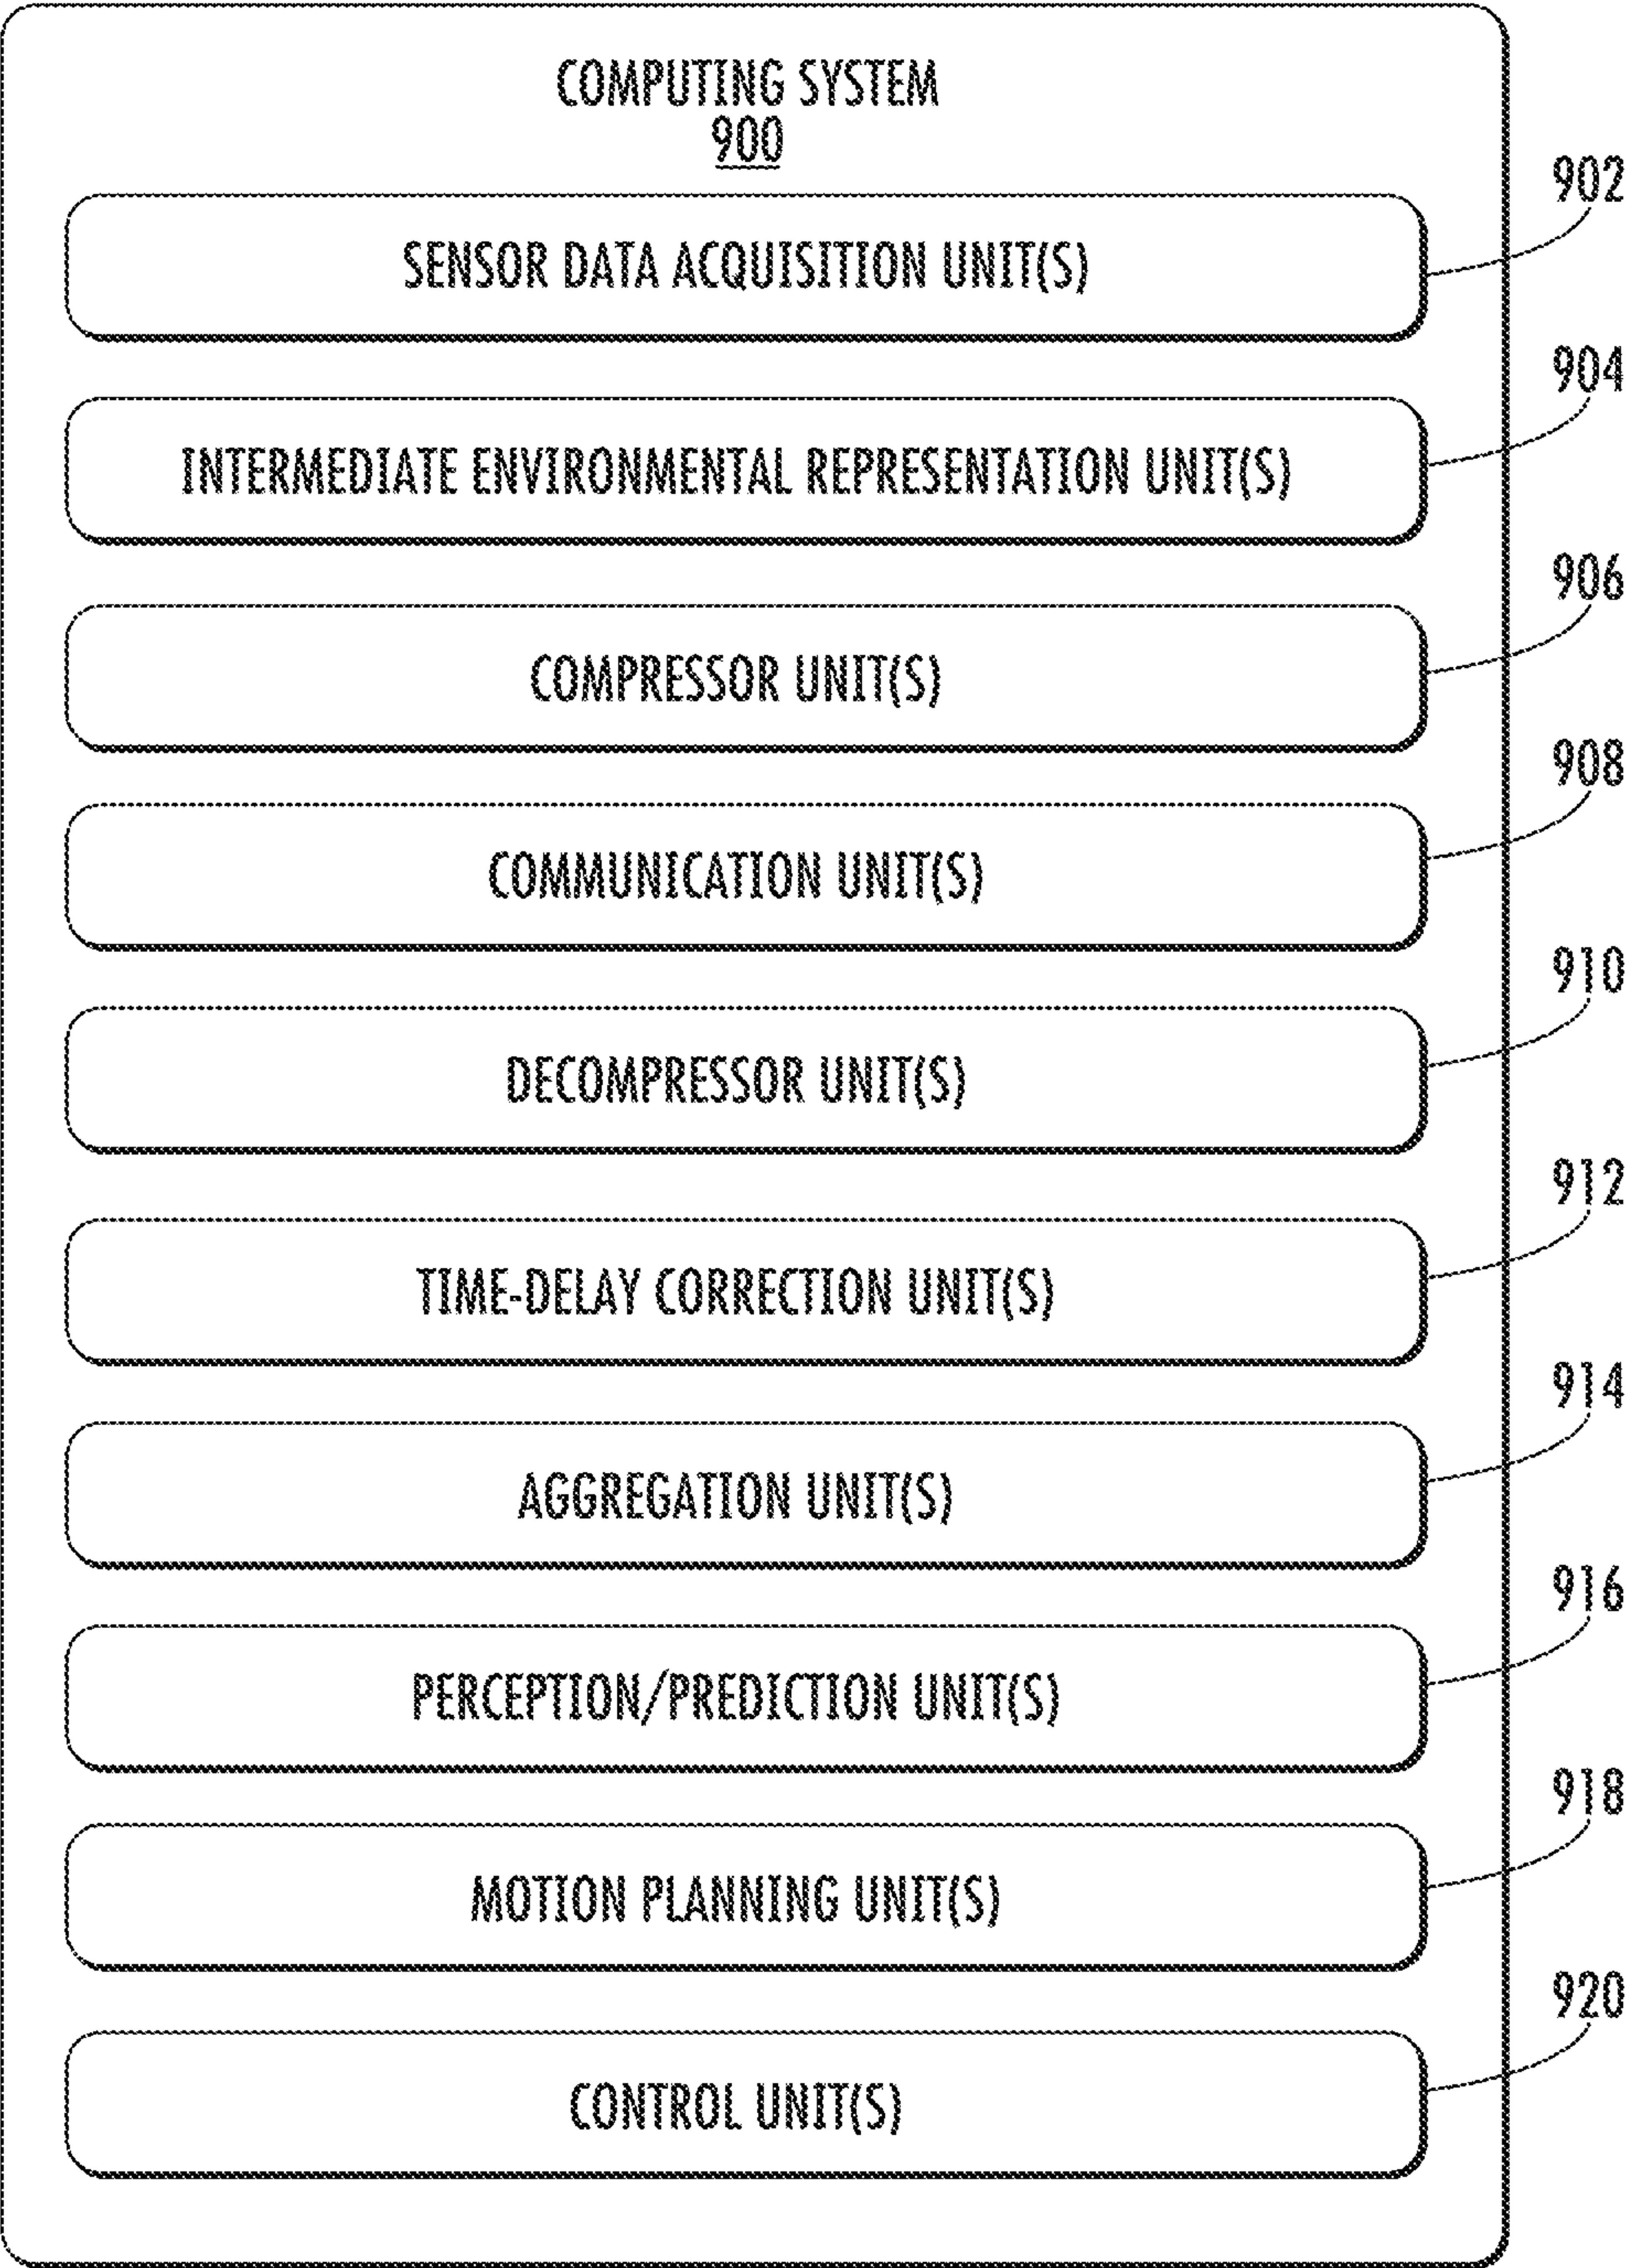 COMPUTING SYSTEM
900
902
SENSOR DATA ACQUISITION UNIT(S)
904
INTERMEDIATE ENVIRONMENTAL REPRESENTATION UNIT(S)
906
COMPRESSOR UNIT(S)
908
COMMUNICATION UNIT(S)
910
DECOMPRESSOR UNIT(S)
912
TIME-DELAY CORRECTION UNIT(S)
914
AGGREGATION UNIT(S)
916
PERCEPTION/PREDICTION UNIT(S)
918
MOTION PLANNING UNIT(S)
920
CONTROL UNIT(S)